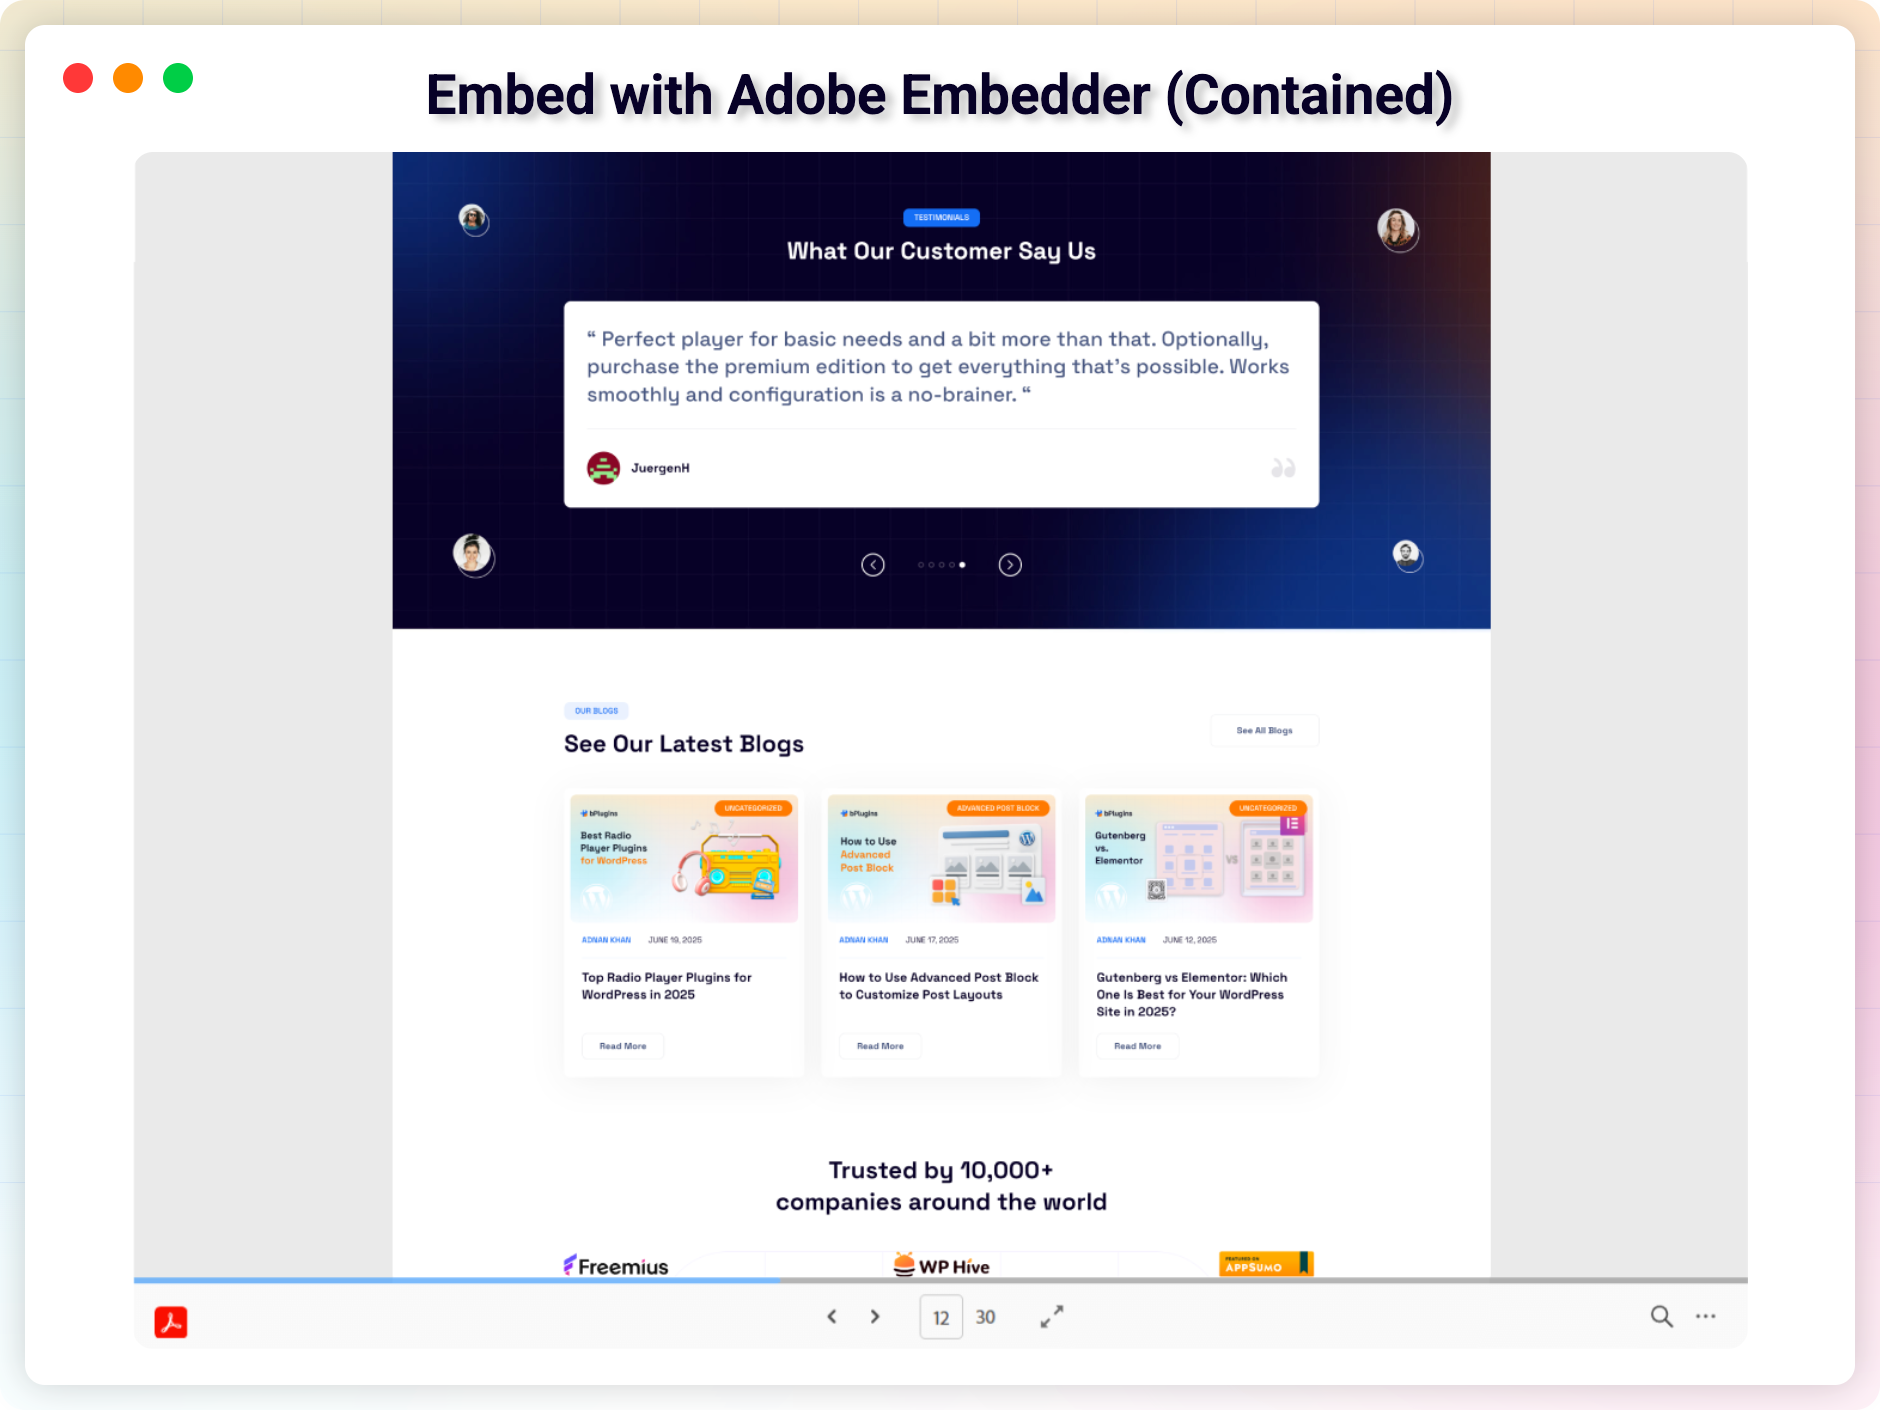 Embed with Adobe Embedder (Contained)
TESTIMONIALS
What Our Customer Say Us
“ Perfect player for basic needs and a bit more than that. Optionally,
purchase the premium edition to get everything that's possible. Works
smoothly and configuration is a no-brainer. “
JuergenH
OUR BLOGS
See Our Latest Blogs
See All Blogs
bPlugins
UNCATEGORIZED
Best Radio
Player Plugins
for WordPress
ADNAN KHAN JUNE 19, 2025
Top Radio Player Plugins for
WordPress in 2025
Read More
bPlugins
ADVANCED POST BLOCK
How to Use
Advanced
Post Block
ADNAN KHAN JUNE 17, 2025
How to Use Advanced Post Block
to Customize Post Layouts
Read More
bPlugins
UNCATEGORIZED
Gutenberg
vs.
Elementor
VS
ADNAN KHAN JUNE 12, 2025
Gutenberg vs Elementor: Which
One Is Best for Your WordPress
Site in 2025?
Read More
Trusted by 10,000+
companies around the world
Freemius
WP Hive
FEATURED ON
APPSUMO
12 30